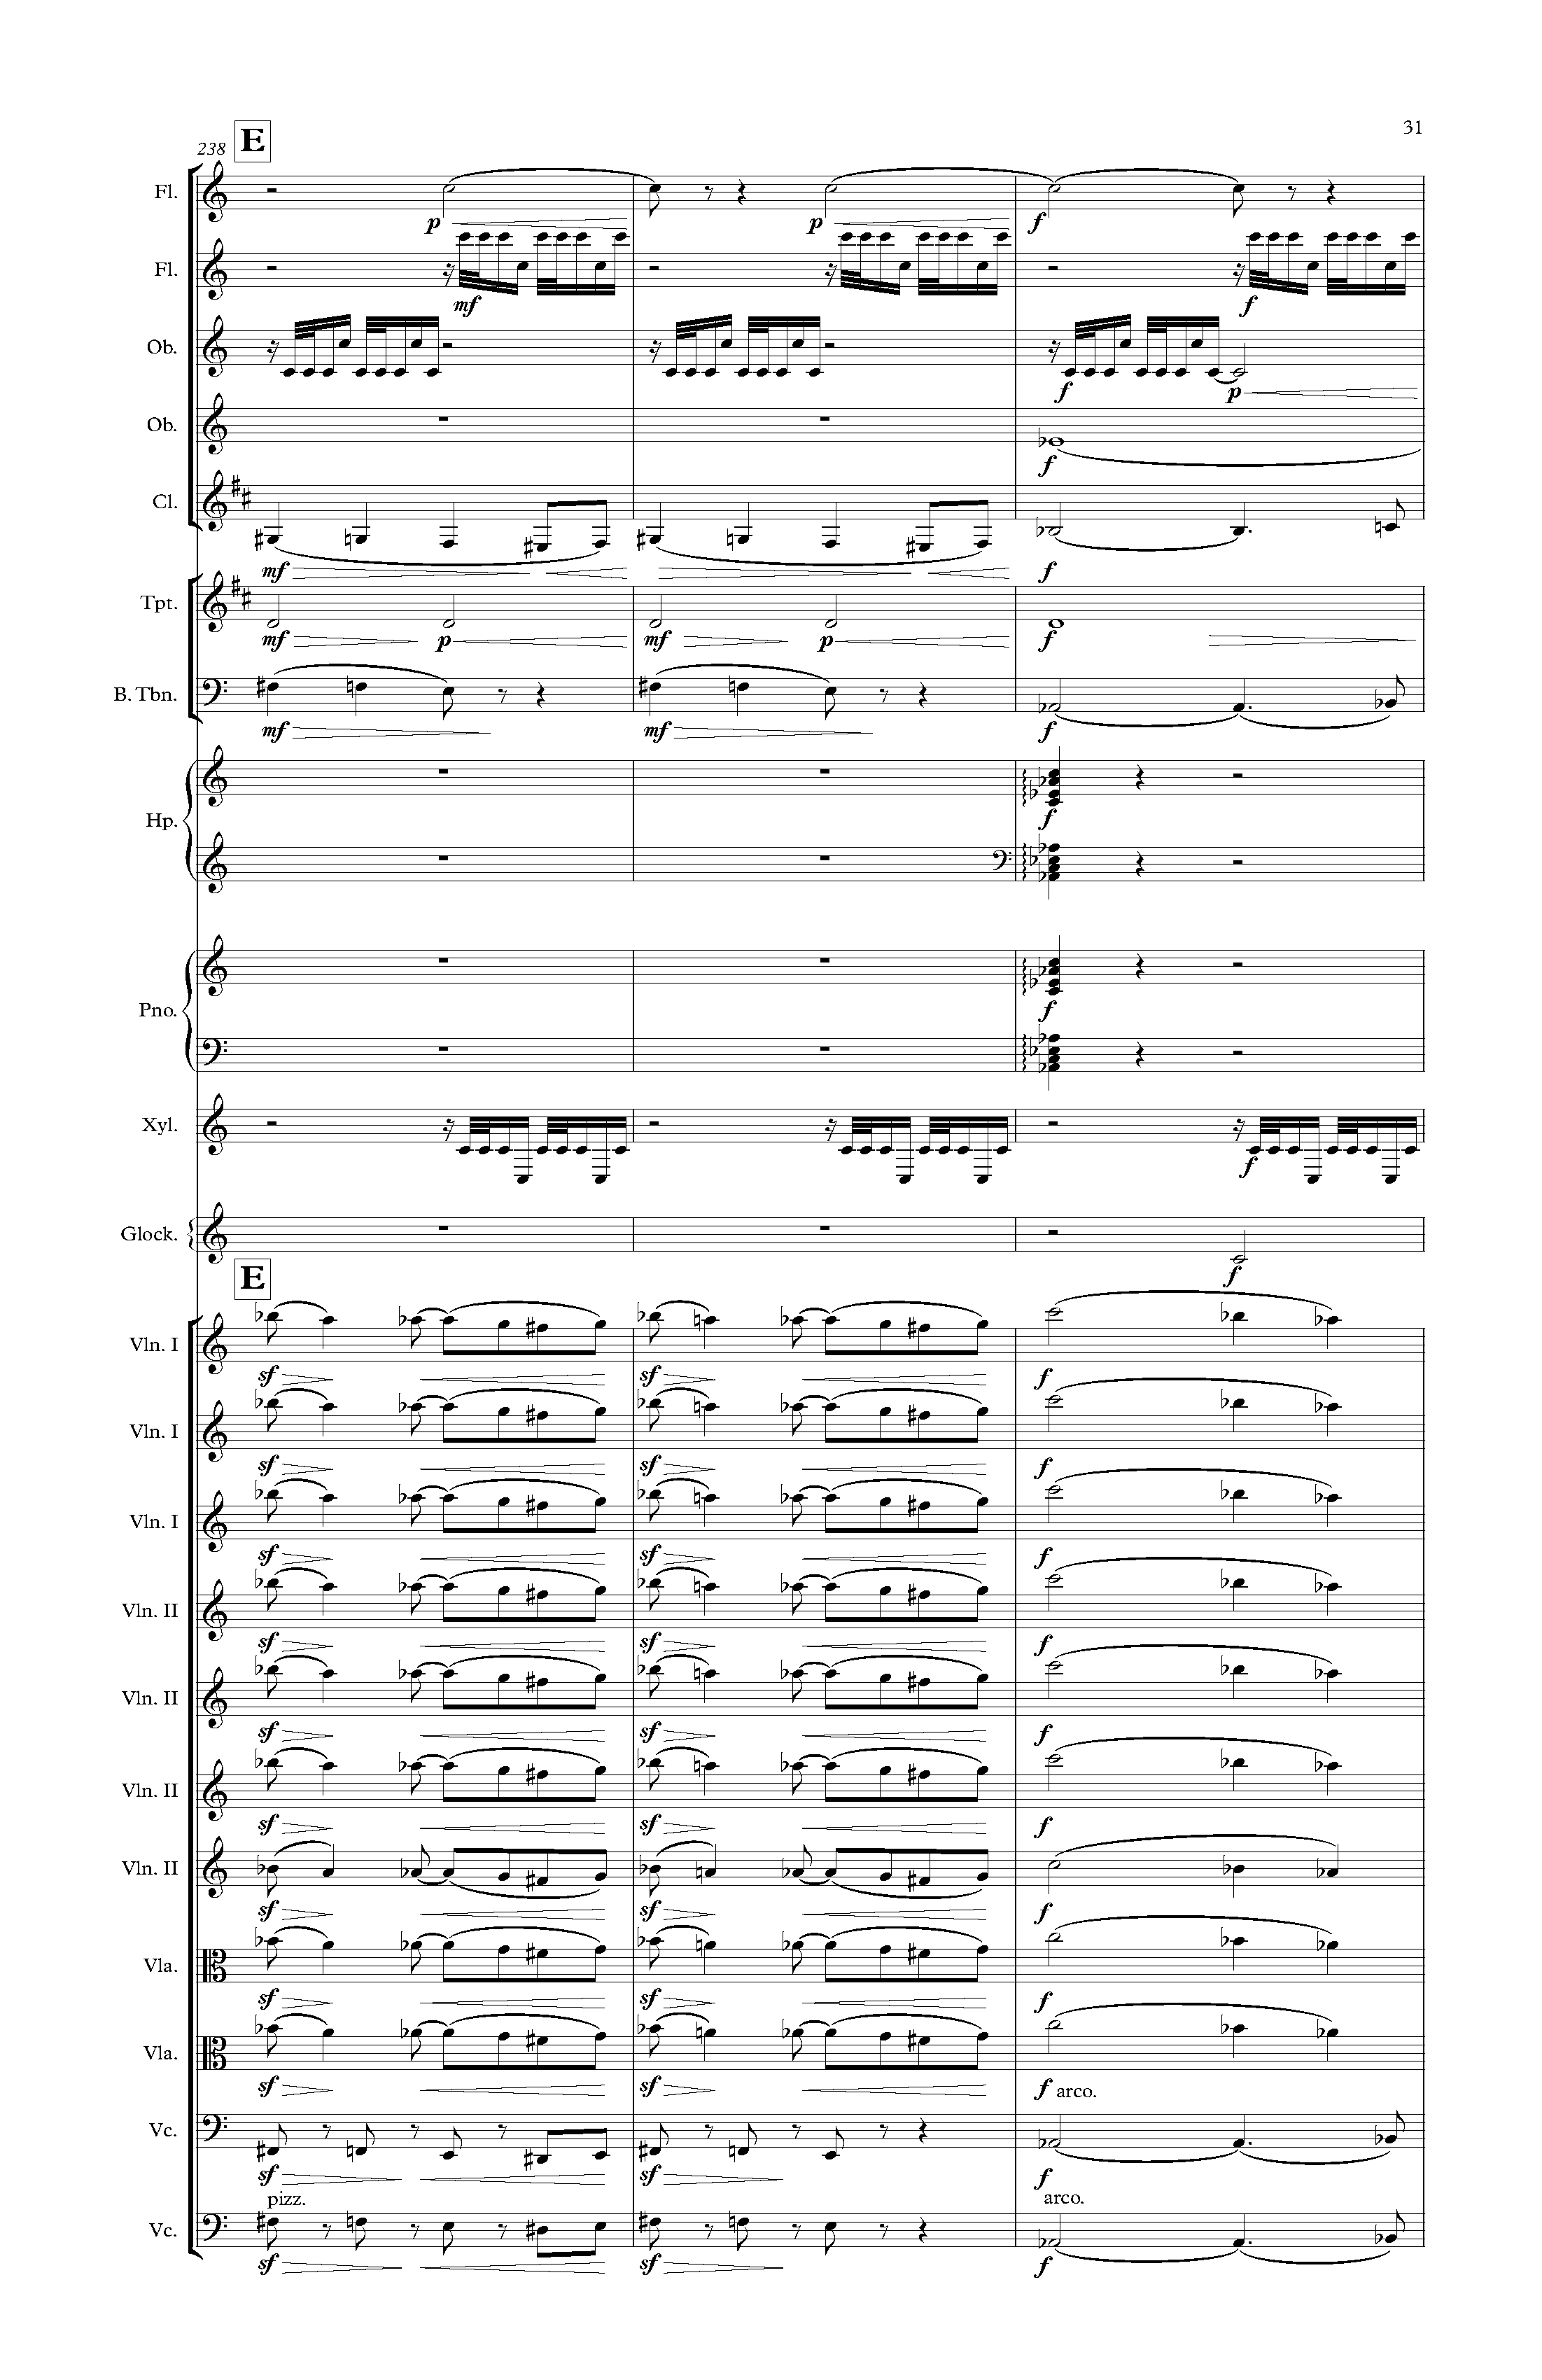 31
238 E
Fl.
p p f
Fl.
mf f
Ob.
f p
Ob.
f
Cl.
mf f
Tpt.
mf p mf p f
B. Tbn.
mf mf f
Hp.
f
Pno.
f
Xyl.
f
Glock.
f
E
Vln. I
sf sf f
Vln. I
sf sf f
Vln. I
sf sf f
Vln. II
sf sf f
Vln. II
sf sf f
Vln. II
sf sf f
Vln. II
sf sf f
Vla.
sf sf f
Vla.
sf sf f arco.
Vc.
sf sf f
pizz. arco.
Vc.
sf sf f